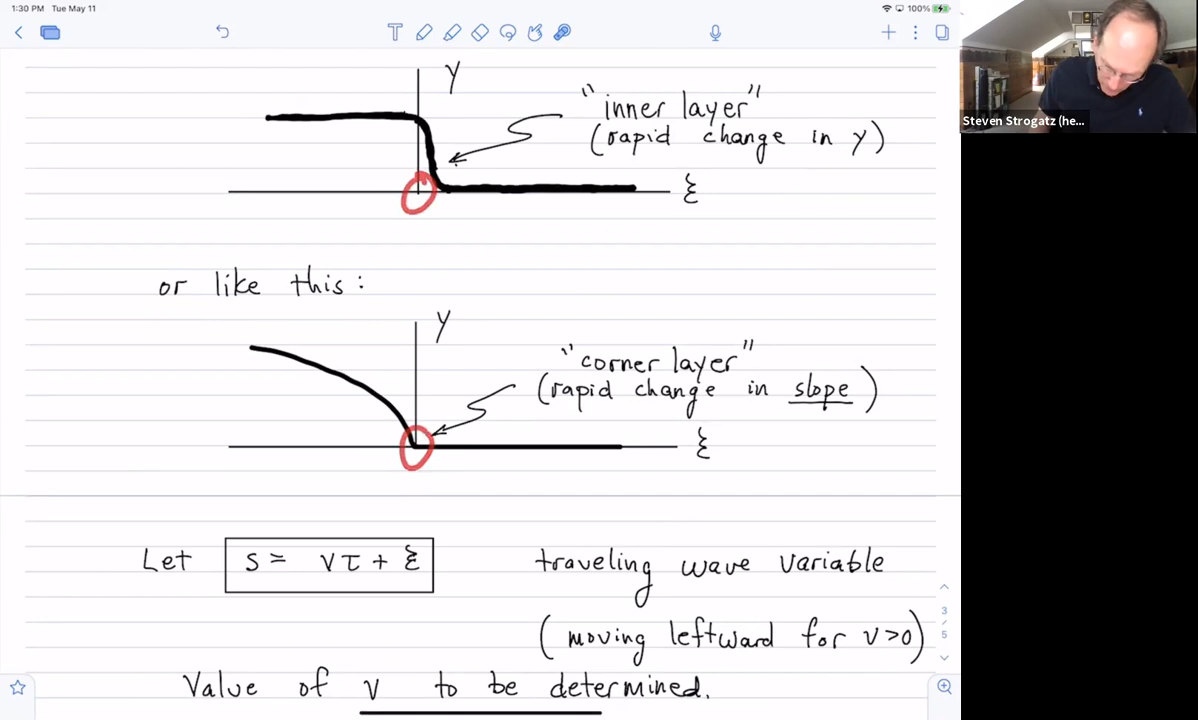 1:30 PM Tue May 11
100%
Y
"inner layer"
(rapid change in y)
ξ
or like this:
Y
"corner layer"
(rapid change in slope)
ξ
Let s = vτ + ξ traveling wave variable
(moving leftward for v>0)
Value of v to be determined.
3
/
5
Steven Strogatz (he...